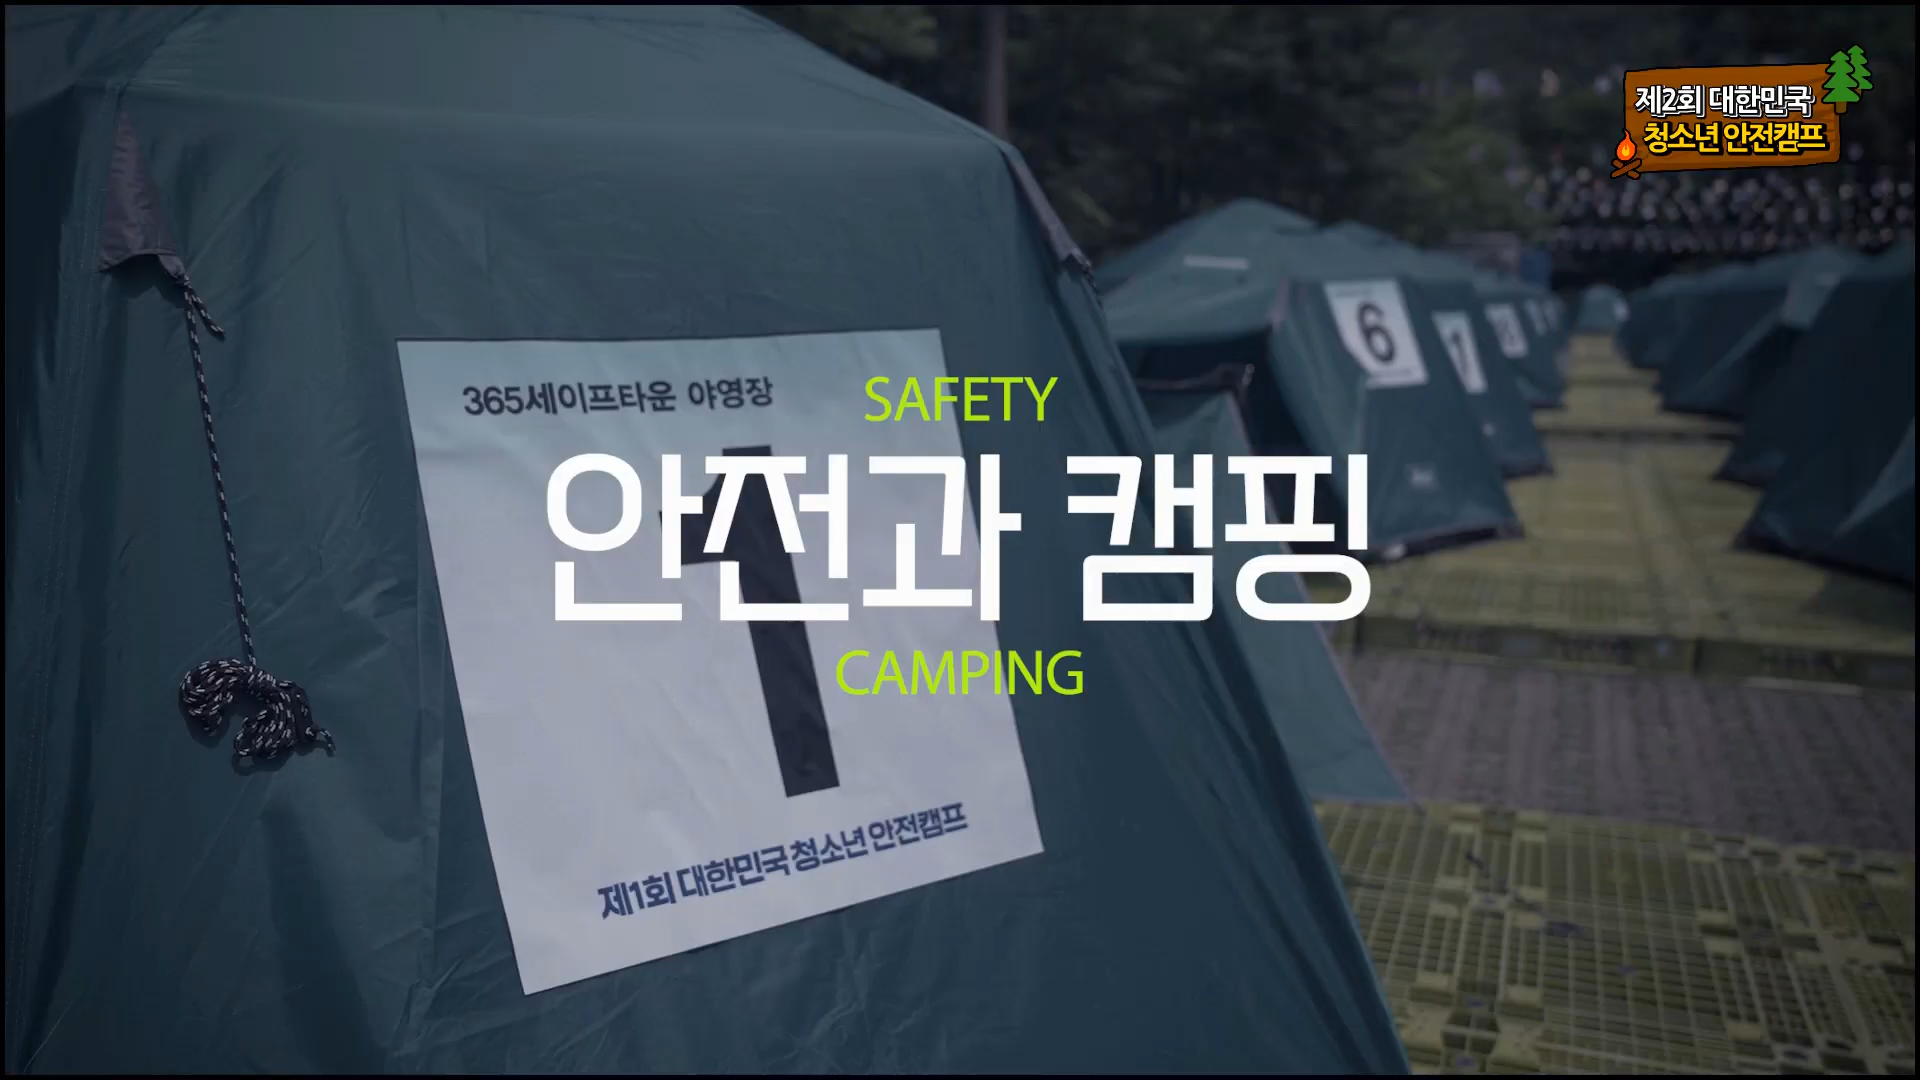 제2회 대한민국
청소년 안전캠프
365세이프타운 야영장
SAFETY
안전과 캠핑
1
CAMPING
제1회 대한민국 청소년 안전캠프
6
7